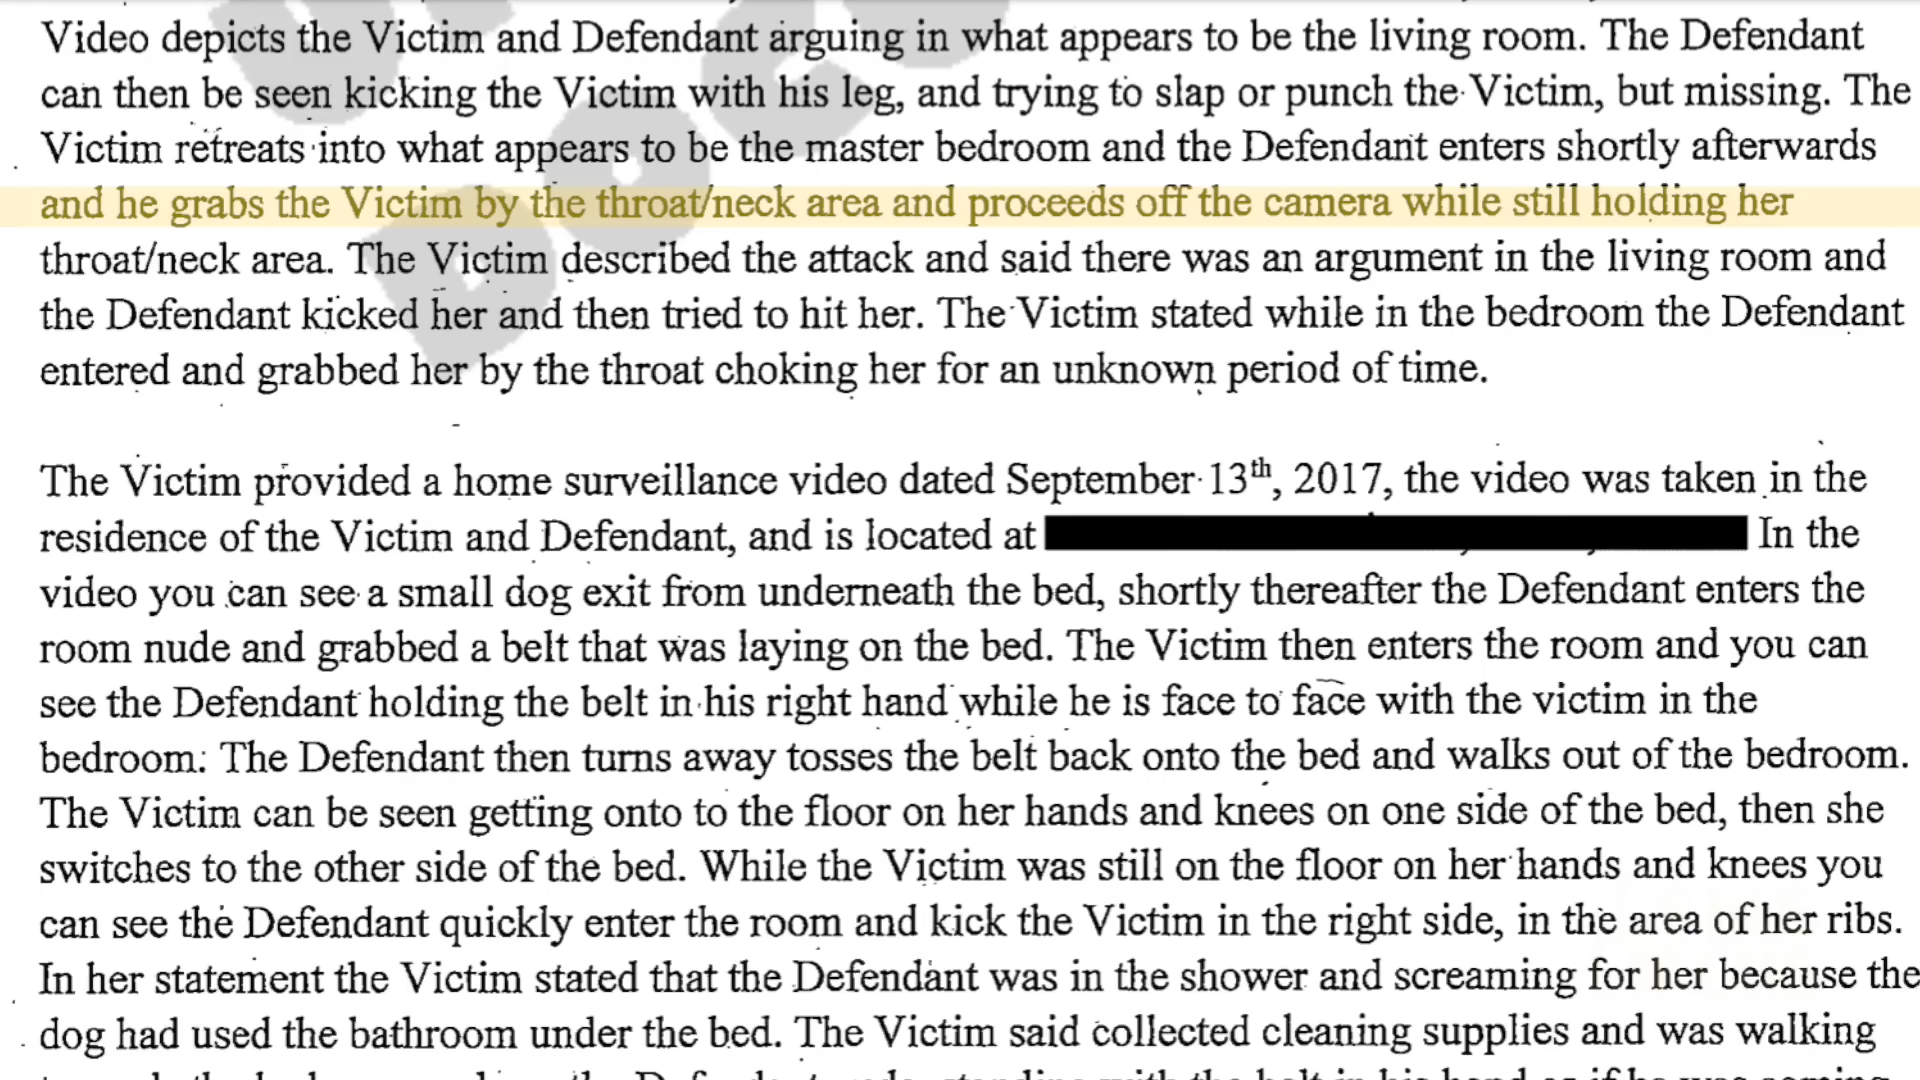 Video depicts the Victim and Defendant arguing in what appears to be the living room. The Defendant
can then be seen kicking the Victim with his leg, and trying to slap or punch the Victim, but missing. The
Victim retreats into what appears to be the master bedroom and the Defendant enters shortly afterwards
and he grabs the Victim by the throat/neck area and proceeds off the camera while still holding her
throat/neck area. The Victim described the attack and said there was an argument in the living room and
the Defendant kicked her and then tried to hit her. The Victim stated while in the bedroom the Defendant
entered and grabbed her by the throat choking her for an unknown period of time.
The Victim provided a home surveillance video dated September 13th, 2017, the video was taken in the
residence of the Victim and Defendant, and is located at In the
video you can see a small dog exit from underneath the bed, shortly thereafter the Defendant enters the
room nude and grabbed a belt that was laying on the bed. The Victim then enters the room and you can
see the Defendant holding the belt in his right hand while he is face to face with the victim in the
bedroom. The Defendant then turns away tosses the belt back onto the bed and walks out of the bedroom.
The Victim can be seen getting onto to the floor on her hands and knees on one side of the bed, then she
switches to the other side of the bed. While the Victim was still on the floor on her hands and knees you
can see the Defendant quickly enter the room and kick the Victim in the right side, in the area of her ribs.
In her statement the Victim stated that the Defendant was in the shower and screaming for her because the
dog had used the bathroom under the bed. The Victim said collected cleaning supplies and was walking